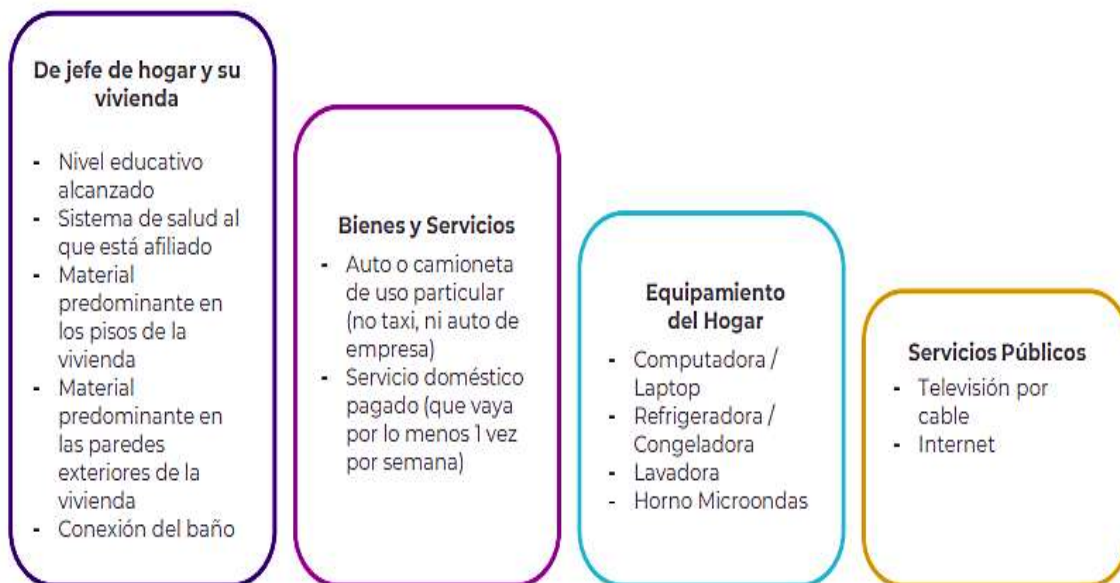 De jefe de hogar y su
vivienda
- Nivel educativo
alcanzado
- Sistema de salud al
que está afiliado
- Material
predominante en
los pisos de la
vivienda
- Material
predominante en
las paredes
exteriores de la
vivienda
- Conexión del baño
Bienes y Servicios
- Auto o camioneta
de uso particular
(no taxi, ni auto de
empresa)
- Servicio doméstico
pagado (que vaya
por lo menos 1 vez
por semana)
Equipamiento
del Hogar
- Computadora /
Laptop
- Refrigeradora /
Congeladora
- Lavadora
- Horno Microondas
Servicios Públicos
- Televisión por
cable
- Internet